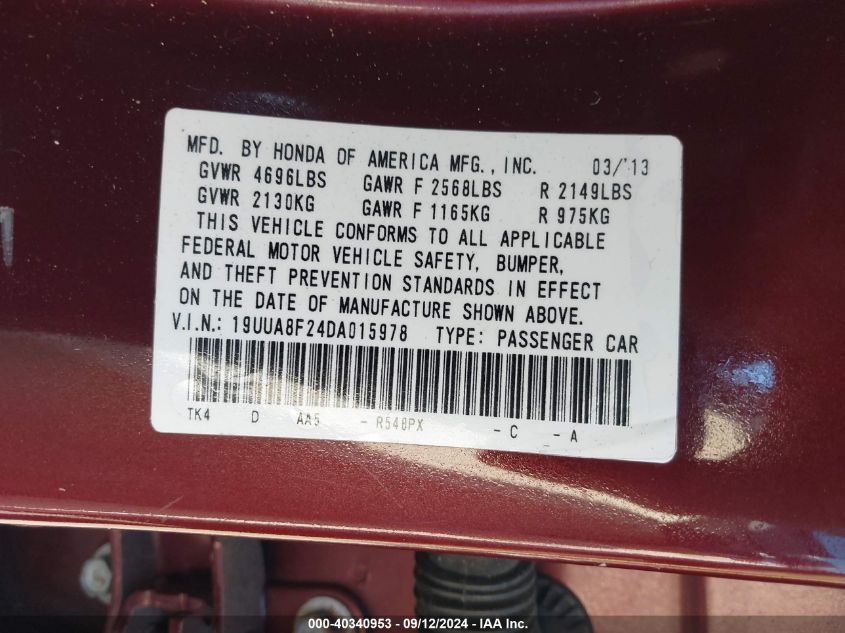 MFD. BY HONDA OF AMERICA MFG., INC. 03/'13
GVWR 4696LBS GAWR F 2568LBS R 2149LBS
GVWR 2130KG GAWR F 1165KG R 975KG
THIS VEHICLE CONFORMS TO ALL APPLICABLE
FEDERAL MOTOR VEHICLE SAFETY, BUMPER,
AND THEFT PREVENTION STANDARDS IN EFFECT
ON THE DATE OF MANUFACTURE SHOWN ABOVE.
V.I.N.: 19UUA8F24DA015978 TYPE: PASSENGER CAR
TK4 D AA5 - R548PX - C _ - A
000-40340953 - 09/12/2024 - IAA Inc.